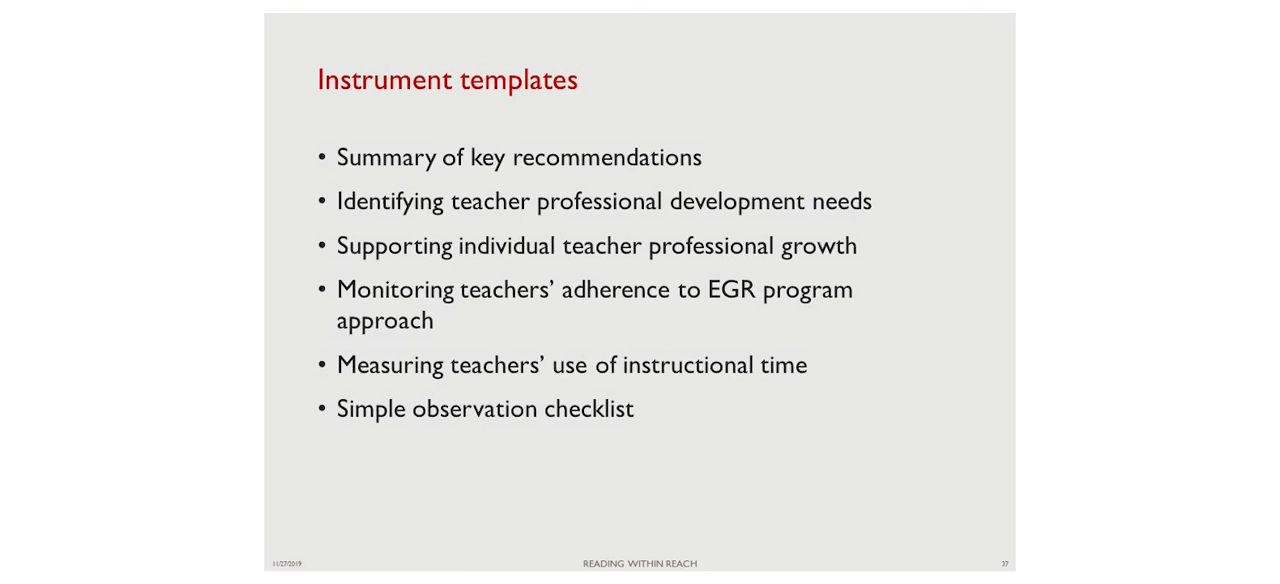 Instrument templates
• Summary of key recommendations
• Identifying teacher professional development needs
• Supporting individual teacher professional growth
• Monitoring teachers’ adherence to EGR program
approach
• Measuring teachers’ use of instructional time
• Simple observation checklist
11/27/2019
READING WITHIN REACH
37